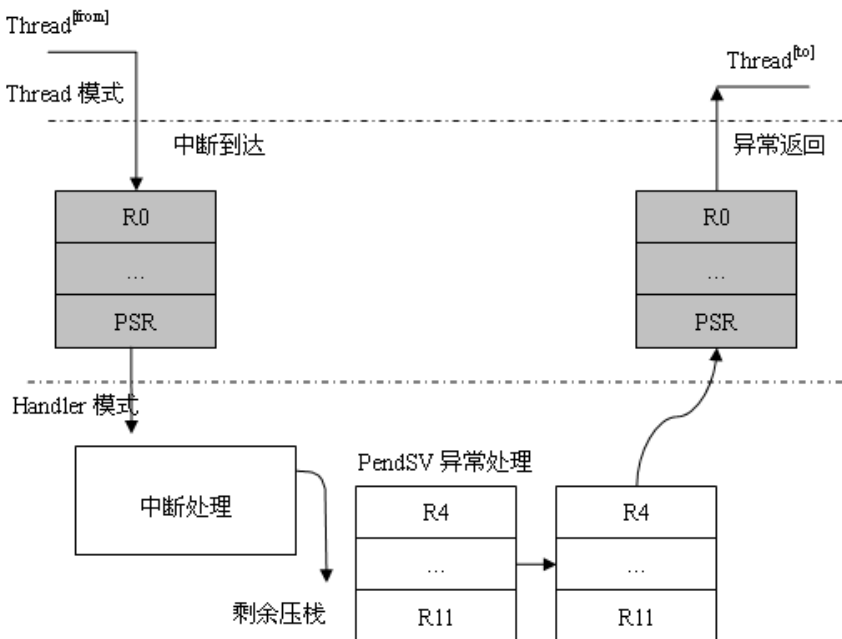 Thread[from]
Thread[to]
Thread 模式
中断到达
异常返回
R0
R0
...
...
PSR
PSR
Handler 模式
PendSV 异常处理
中断处理
R4
R4
...
...
剩余压栈
R11
R11